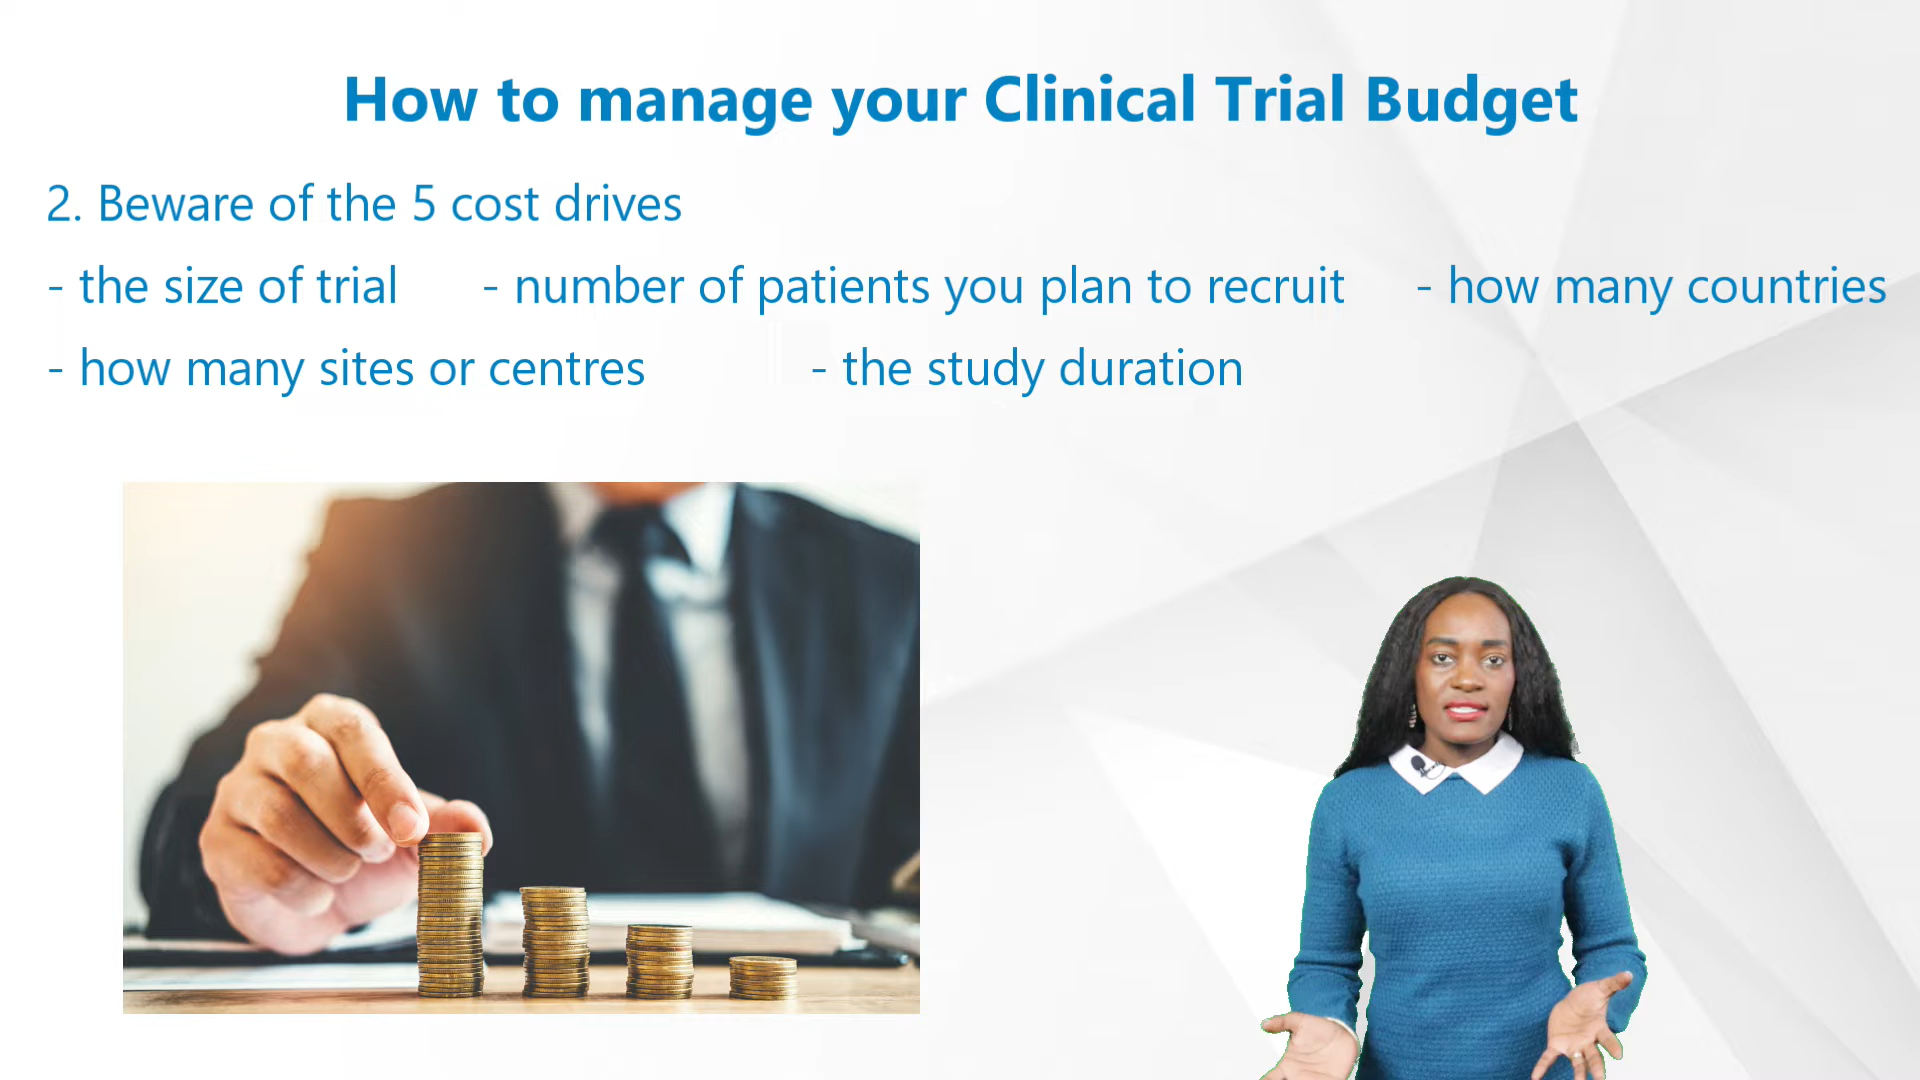 How to manage your Clinical Trial Budget
2. Beware of the 5 cost drives
- the size of trial - number of patients you plan to recruit - how many countries
- how many sites or centres - the study duration